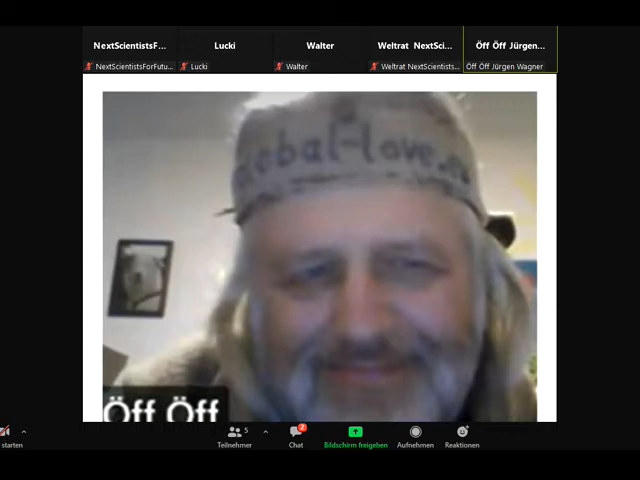 NextScientistsF...
Lucki
Walter
Weltrat NextSci...
Öff Öff Jürgen...
NextScientistsForFutu...
Lucki
Walter
Weltrat NextScientists...
Öff Öff Jürgen Wagner
global-love.eu
Öff Öff
starten
5
Teilnehmer
2
Chat
Bildschirm freigeben
Aufnehmen
Reaktionen